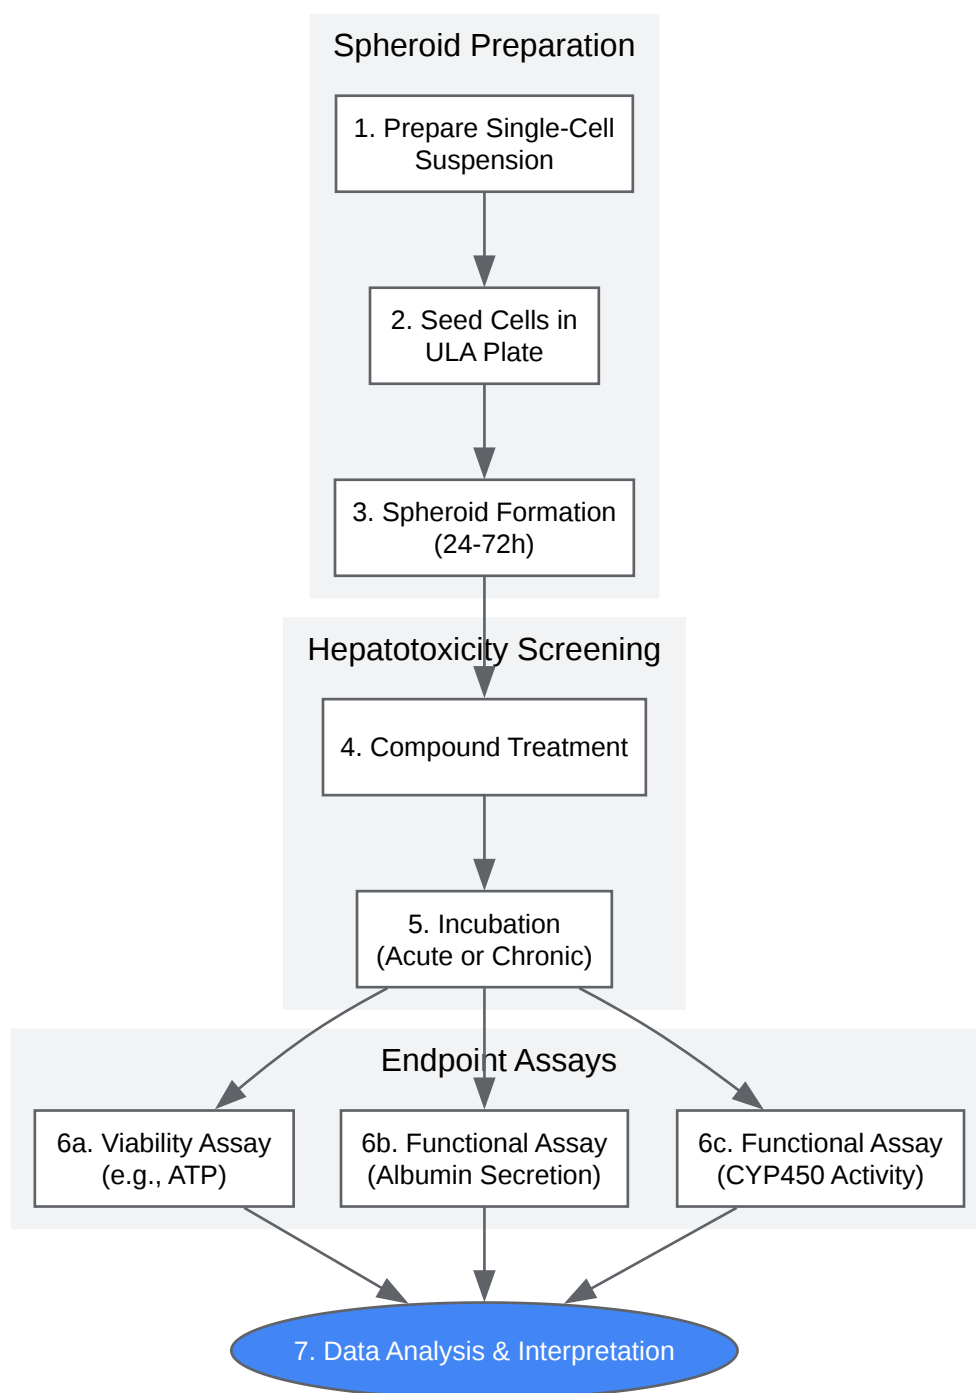 Spheroid Preparation
1. Prepare Single-Cell
Suspension
2. Seed Cells in
ULA Plate
3. Spheroid Formation
(24-72h)
Hepatotoxicity Screening
4. Compound Treatment
5. Incubation
(Acute or Chronic)
Endpoint Assays
6a. Viability Assay
(e.g., ATP)
6b. Functional Assay
(Albumin Secretion)
6c. Functional Assay
(CYP450 Activity)
7. Data Analysis & Interpretation